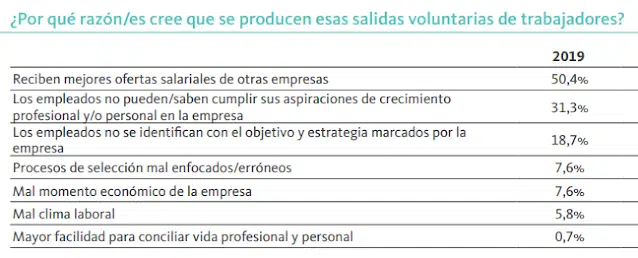 ¿Por qué razón/es cree que se producen esas salidas voluntarias de trabajadores?
2019
Reciben mejores ofertas salariales de otras empresas 50,4%
Los empleados no pueden/saben cumplir sus aspiraciones de crecimiento
profesional y/o personal en la empresa 31,3%
Los empleados no se identifican con el objetivo y estrategia marcados por la
empresa 18,7%
Procesos de selección mal enfocados/erróneos 7,6%
Mal momento económico de la empresa 7,6%
Mal clima laboral 5,8%
Mayor facilidad para conciliar vida profesional y personal 0,7%